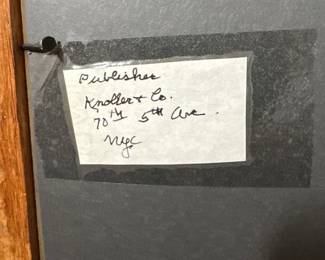 Publisher
Knoller & Co.
70th 5th Ave.
NYC